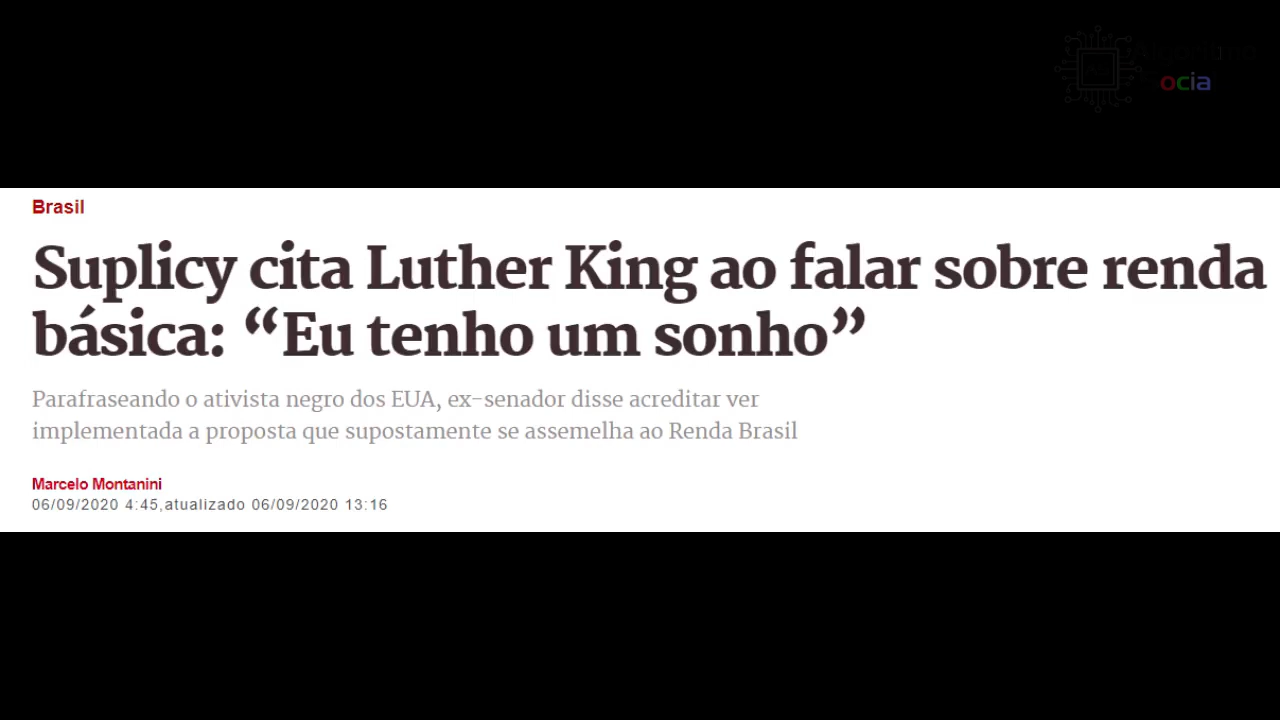 ocia
Brasil
Suplicy cita Luther King ao falar sobre renda
básica: “Eu tenho um sonho”
Parafraseando o ativista negro dos EUA, ex-senador disse acreditar ver
implementada a proposta que supostamente se assemelha ao Renda Brasil
Marcelo Montanini
06/09/2020 4:45,atualizado 06/09/2020 13:16